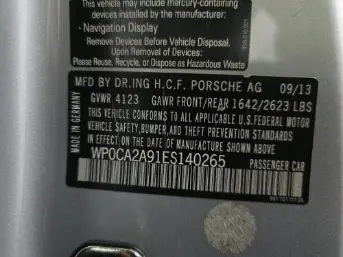 may include mercury-containing devices
installed by the manufacturer:
- Navigation Display
Remove Devices Before Vehicle Disposal.
Upon Removal of Devices
Please Reuse, Recycle, or Dispose as Hazardous Waste
MFD BY DR.ING H.C.F. PORSCHE AG 09/13
GVWR 4123 GAWR FRONT/REAR 1642/2623 LBS
THIS VEHICLE CONFORMS TO ALL APPLICABLE U.S. FEDERAL MOTOR
VEHICLE SAFETY, BUMPER, AND THEFT PREVENTION STANDARDS
IN EFFECT ON THE DATE OF MANUFACTURE SHOWN ABOVE.
WP0CA2A91ES140265 PASSENGER CAR
MADE IN GERMANY